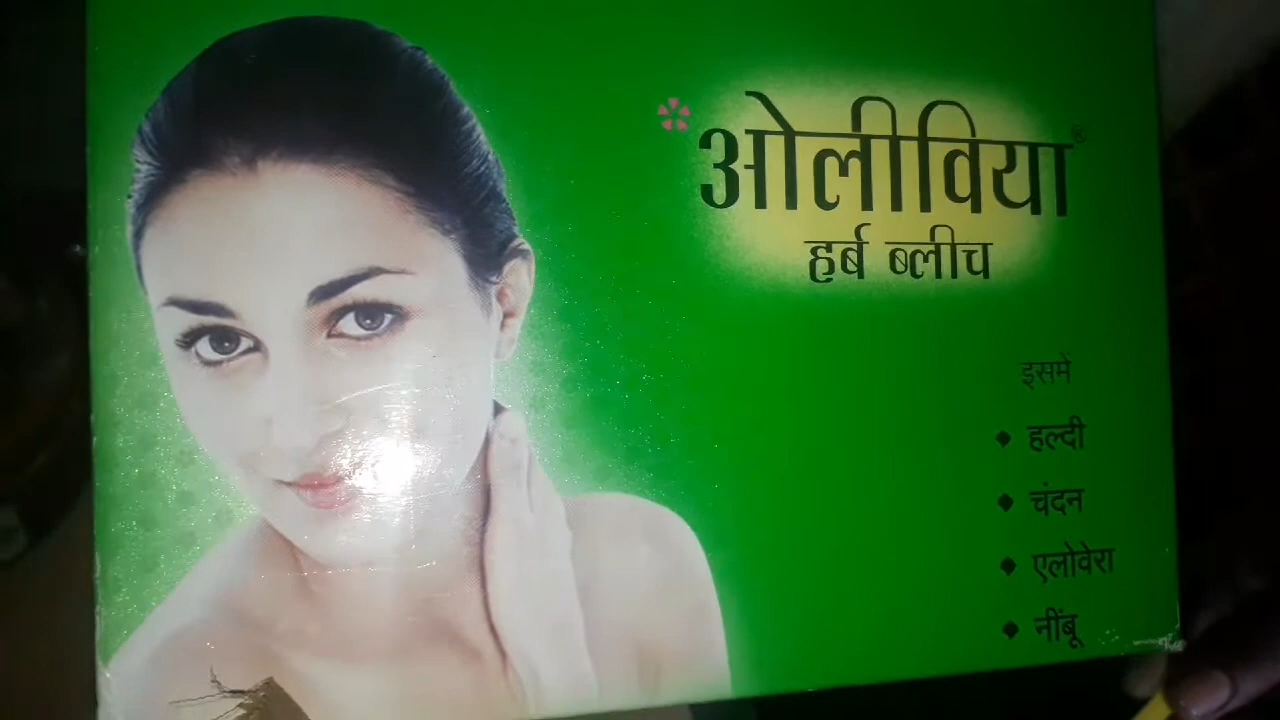 ओलीविया®
हर्ब ब्लीच
इसमें
◆ हल्दी
◆ चंदन
◆ एलोवेरा
◆ नींबू